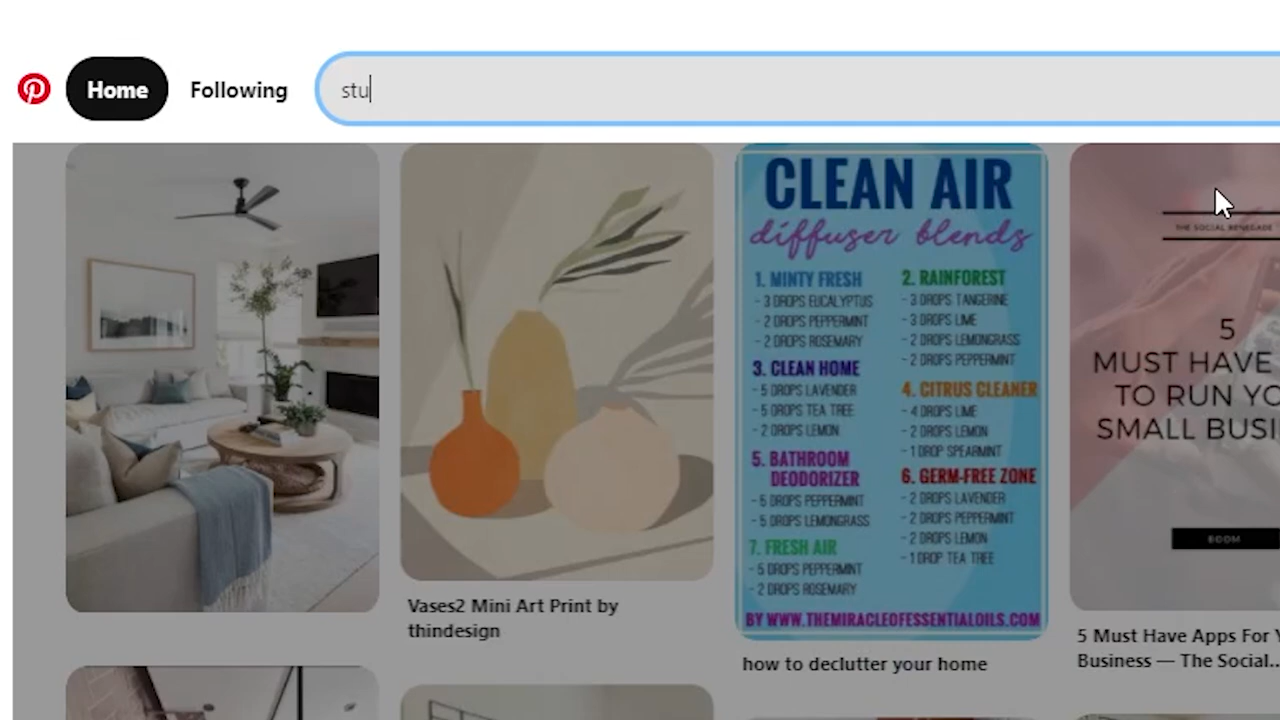 Home
Following
stu
CLEAN AIR
diffuser blends
1. MINTY FRESH
- 3 DROPS EUCALYPTUS
- 2 DROPS PEPPERMINT
- 2 DROPS ROSEMARY
2. RAINFOREST
- 3 DROPS TANGERINE
- 3 DROPS LIME
- 2 DROPS LEMONGRASS
- 2 DROPS PEPPERMINT
3. CLEAN HOME
- 5 DROPS LAVENDER
- 5 DROPS TEA TREE
- 2 DROPS LEMON
4. CITRUS CLEANER
- 4 DROPS LIME
- 2 DROPS LEMON
- 1 DROP SPEARMINT
5. BATHROOM
DEODORIZER
- 5 DROPS PEPPERMINT
- 5 DROPS LEMONGRASS
6. GERM-FREE ZONE
- 2 DROPS LAVENDER
- 2 DROPS PEPPERMINT
- 2 DROPS LEMON
- 1 DROP TEA TREE
7. FRESH AIR
- 5 DROPS PEPPERMINT
- 2 DROPS ROSEMARY
BY WWW.THEMIRACLEOFESSENTIALOILS.COM
THE SOCIAL RENEGADE
5
MUST HAVE
TO RUN YO
SMALL BUSI
BOOM
Vases2 Mini Art Print by
thindesign
how to declutter your home
5 Must Have Apps For Y
Business — The Social...